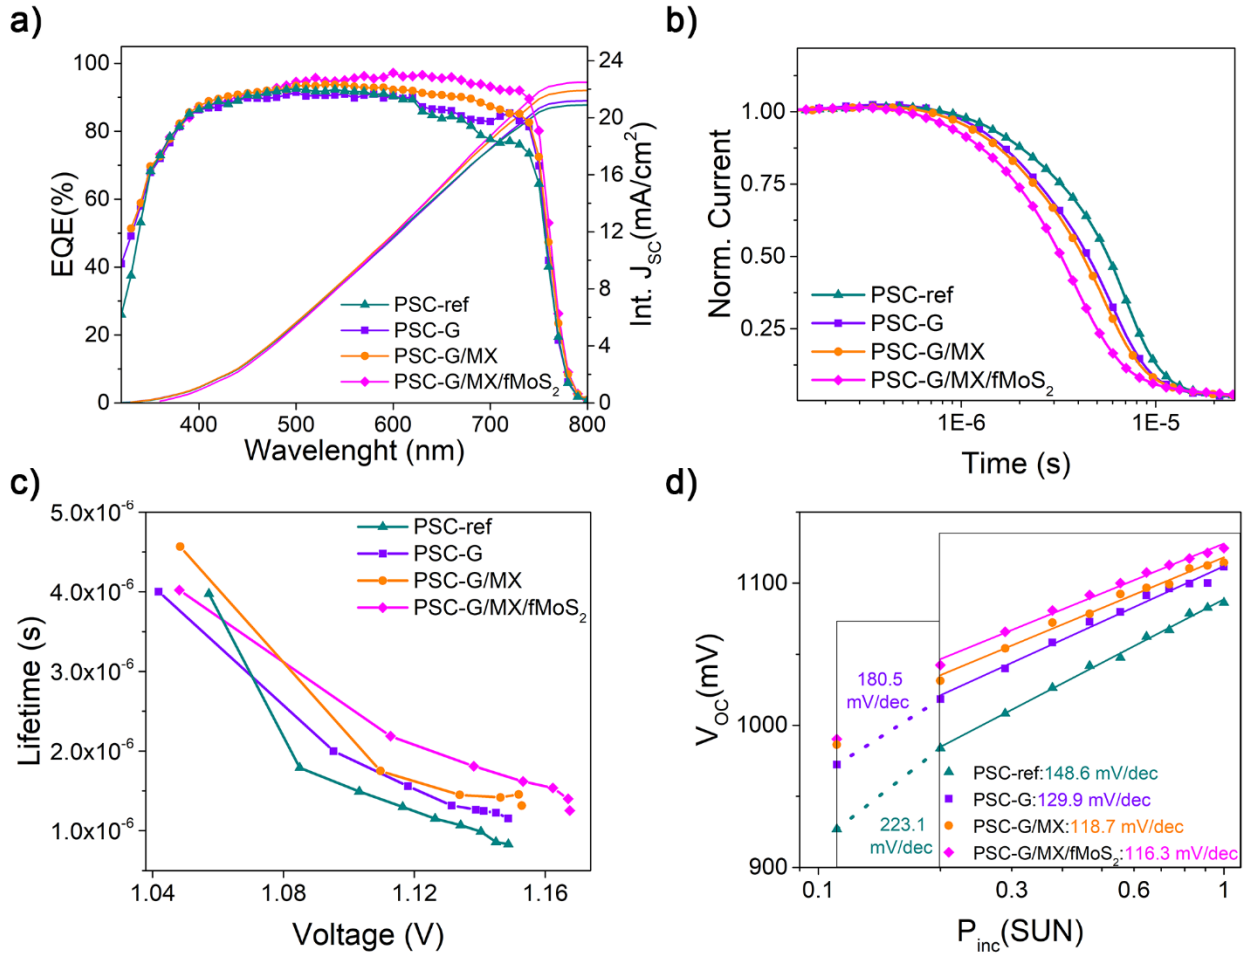 a)
100
80
60
40
20
0
EQE(%)
400
500
600
700
800
Wavelenght (nm)
24
20
16
12
8
4
0
Int. J_SC(mA/cm²)
PSC-ref
PSC-G
PSC-G/MX
PSC-G/MX/fMoS₂
b)
1.00
0.75
0.50
0.25
Norm. Current
1E-6
1E-5
Time (s)
PSC-ref
PSC-G
PSC-G/MX
PSC-G/MX/fMoS₂
c)
5.0x10⁻⁶
4.0x10⁻⁶
3.0x10⁻⁶
2.0x10⁻⁶
1.0x10⁻⁶
Lifetime (s)
1.04
1.08
1.12
1.16
Voltage (V)
PSC-ref
PSC-G
PSC-G/MX
PSC-G/MX/fMoS₂
d)
1100
1000
900
V_OC(mV)
0.1
0.3
0.6
1
P_inc(SUN)
180.5
mV/dec
223.1
mV/dec
PSC-ref:148.6 mV/dec
PSC-G:129.9 mV/dec
PSC-G/MX:118.7 mV/dec
PSC-G/MX/fMoS₂:116.3 mV/dec